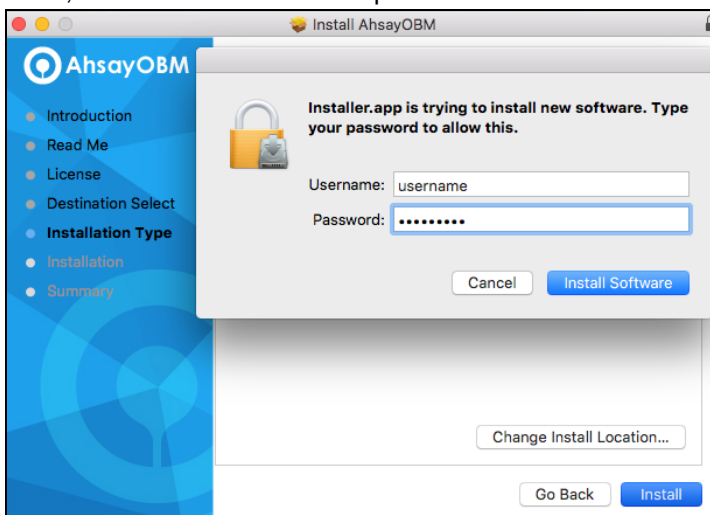 Install AhsayOBM
AhsayOBM
Introduction
Read Me
License
Destination Select
Installation Type
Installation
Summary
Installer.app is trying to install new software. Type
your password to allow this.
Username: username
Password: •••••••••
Cancel Install Software
Change Install Location...
Go Back Install